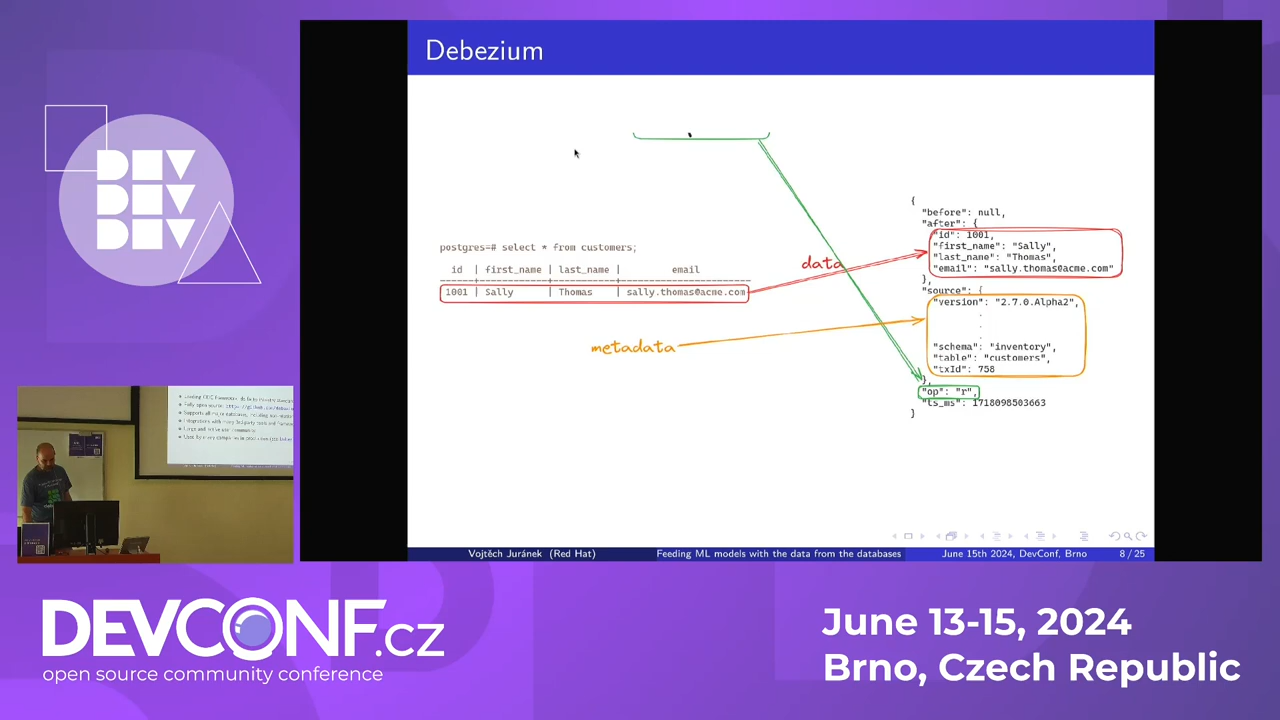 Debezium
postgres=# select * from customers;
id | first_name | last_name | email
1001 | Sally | Thomas | sally.thomas@acme.com
data
metadata
{
"before": null,
"after": {
"id": 1001,
"first_name": "Sally",
"last_name": "Thomas",
"email": "sally.thomas@acme.com"
},
"source": {
"version": "2.7.0.Alpha2",
.
.
.
"schema": "inventory",
"table": "customers",
"txId": 758
},
"op": "r",
"ts_ms": 1718098503663
}
Vojtěch Juránek (Red Hat)
Feeding ML models with the data from the databases
June 15th 2024, DevConf, Brno
8 / 25
DEV
DEV
DEV
DEVCONF.cz
open source community conference
June 13-15, 2024
Brno, Czech Republic